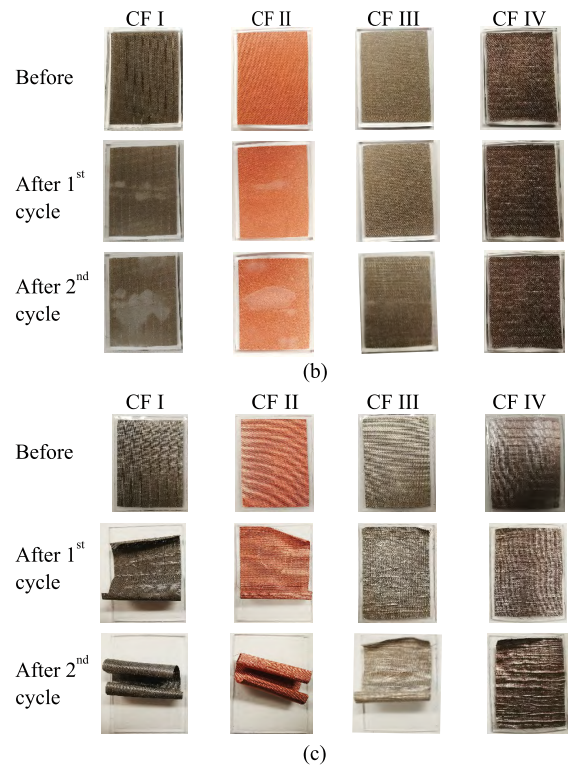 CF I CF II CF III CF IV
Before
After 1st
cycle
After 2nd
cycle
(b)
CF I CF II CF III CF IV
Before
After 1st
cycle
After 2nd
cycle
(c)